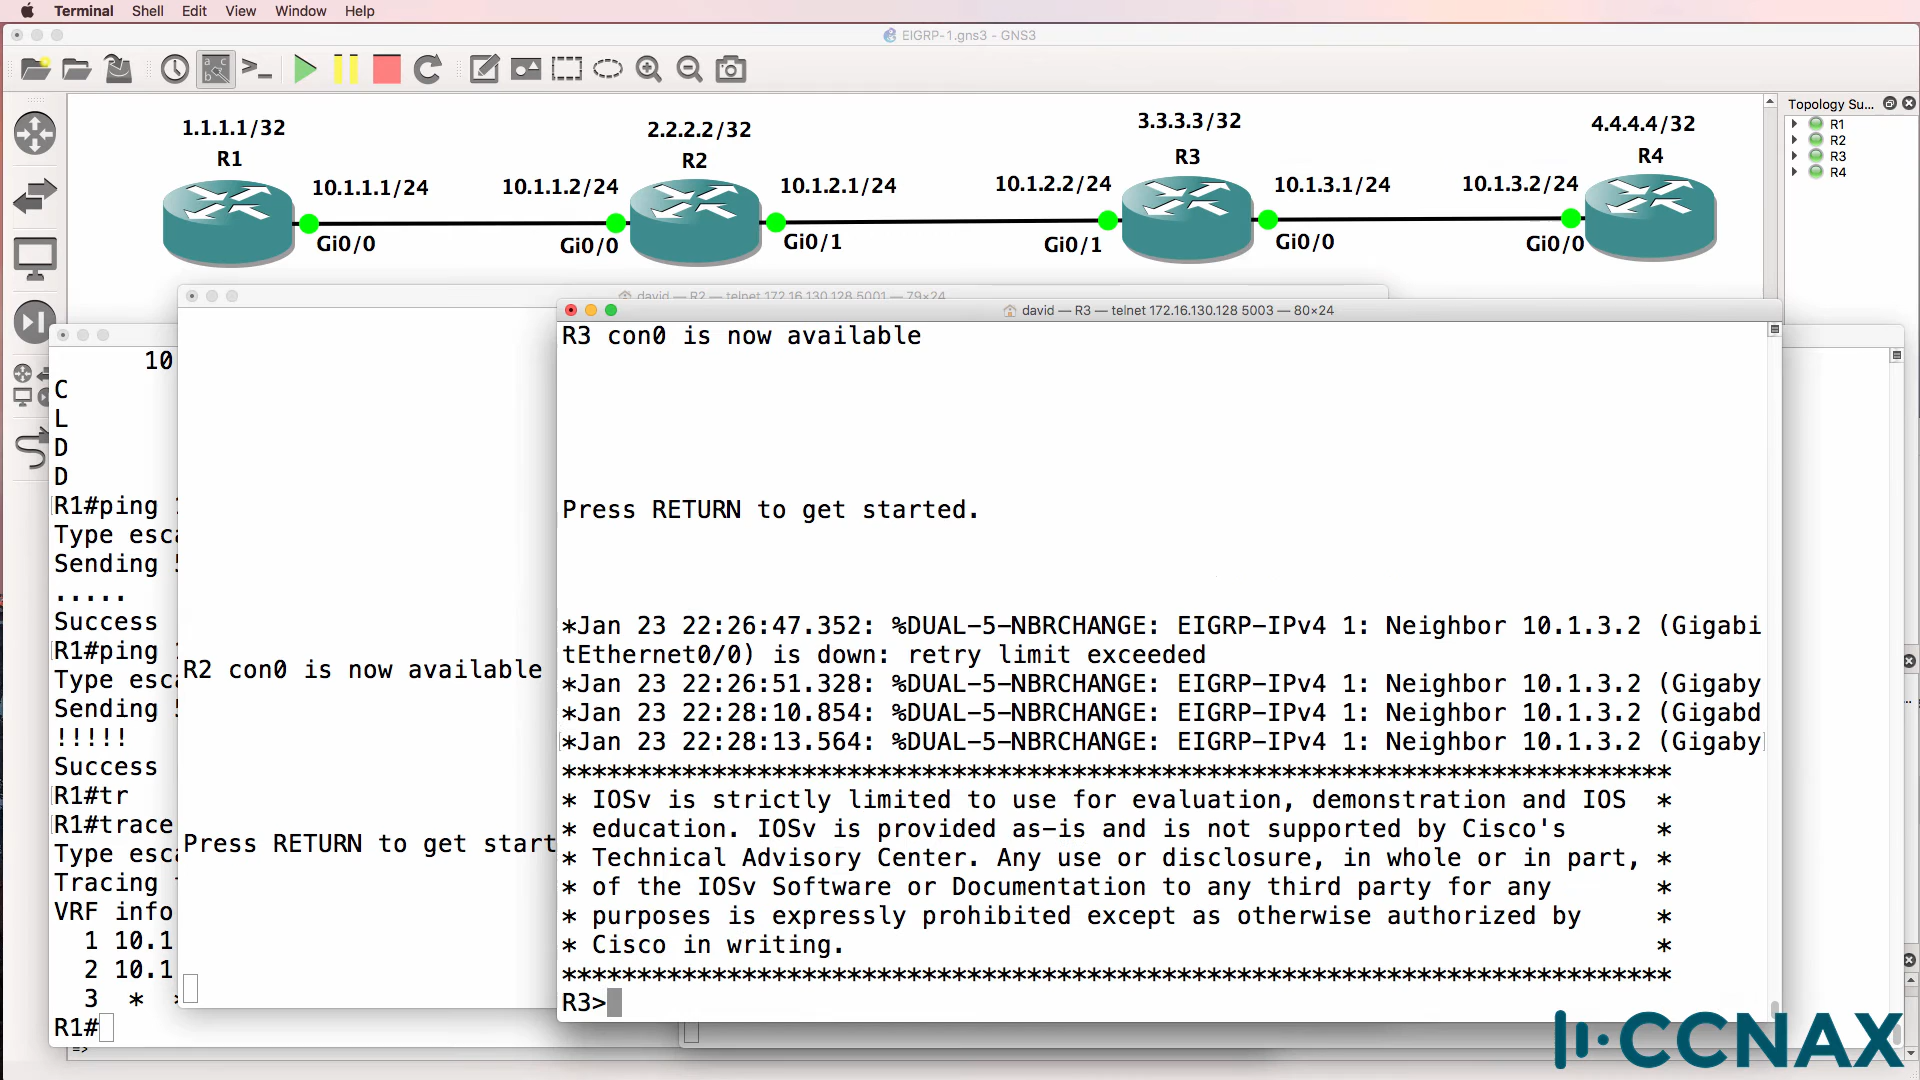 Terminal Shell Edit View Window Help
EIGRP-1.gns3 - GNS3
Topology Su...
R1
R2
R3
R4
1.1.1.1/32
R1
2.2.2.2/32
R2
3.3.3.3/32
R3
4.4.4.4/32
R4
10.1.1.1/24
10.1.1.2/24
10.1.2.1/24
10.1.2.2/24
10.1.3.1/24
10.1.3.2/24
Gi0/0
Gi0/0
Gi0/1
Gi0/1
Gi0/0
Gi0/0
10
C
L
D
D
R1#ping
Type esca
Sending
.....
Success
R1#ping
Type esca
Sending
!!!!!
Success
R1#tr
R1#trace
Type esca
Tracing
VRF info
1 10.1
2 10.1
3 *
R1#
=>
david — R2 — telnet 172.16.130.128 5001 — 79×24
R2 con0 is now available
Press RETURN to get start
david — R3 — telnet 172.16.130.128 5003 — 80×24
R3 con0 is now available
Press RETURN to get started.
*Jan 23 22:26:47.352: %DUAL-5-NBRCHANGE: EIGRP-IPv4 1: Neighbor 10.1.3.2 (Gigabi
tEthernet0/0) is down: retry limit exceeded
*Jan 23 22:26:51.328: %DUAL-5-NBRCHANGE: EIGRP-IPv4 1: Neighbor 10.1.3.2 (Gigaby
*Jan 23 22:28:10.854: %DUAL-5-NBRCHANGE: EIGRP-IPv4 1: Neighbor 10.1.3.2 (Gigabd
*Jan 23 22:28:13.564: %DUAL-5-NBRCHANGE: EIGRP-IPv4 1: Neighbor 10.1.3.2 (Gigaby
**************************************************************************
* IOSv is strictly limited to use for evaluation, demonstration and IOS  *
* education. IOSv is provided as-is and is not supported by Cisco's      *
* Technical Advisory Center. Any use or disclosure, in whole or in part, *
* of the IOSv Software or Documentation to any third party for any       *
* purposes is expressly prohibited except as otherwise authorized by     *
* Cisco in writing.                                                      *
**************************************************************************
R3>
CCNAX